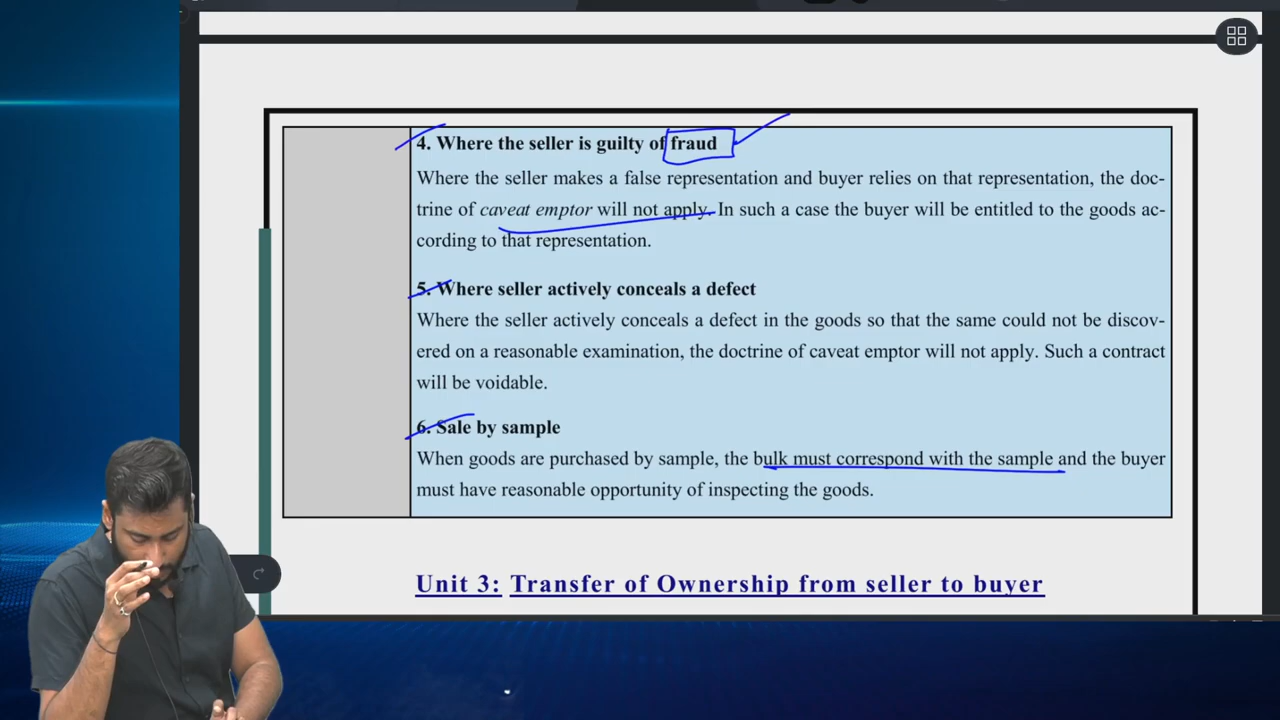 4. Where the seller is guilty of fraud
Where the seller makes a false representation and buyer relies on that representation, the doc-
trine of caveat emptor will not apply. In such a case the buyer will be entitled to the goods ac-
cording to that representation.
5. Where seller actively conceals a defect
Where the seller actively conceals a defect in the goods so that the same could not be discov-
ered on a reasonable examination, the doctrine of caveat emptor will not apply. Such a contract
will be voidable.
6. Sale by sample
When goods are purchased by sample, the bulk must correspond with the sample and the buyer
must have reasonable opportunity of inspecting the goods.
Unit 3: Transfer of Ownership from seller to buyer